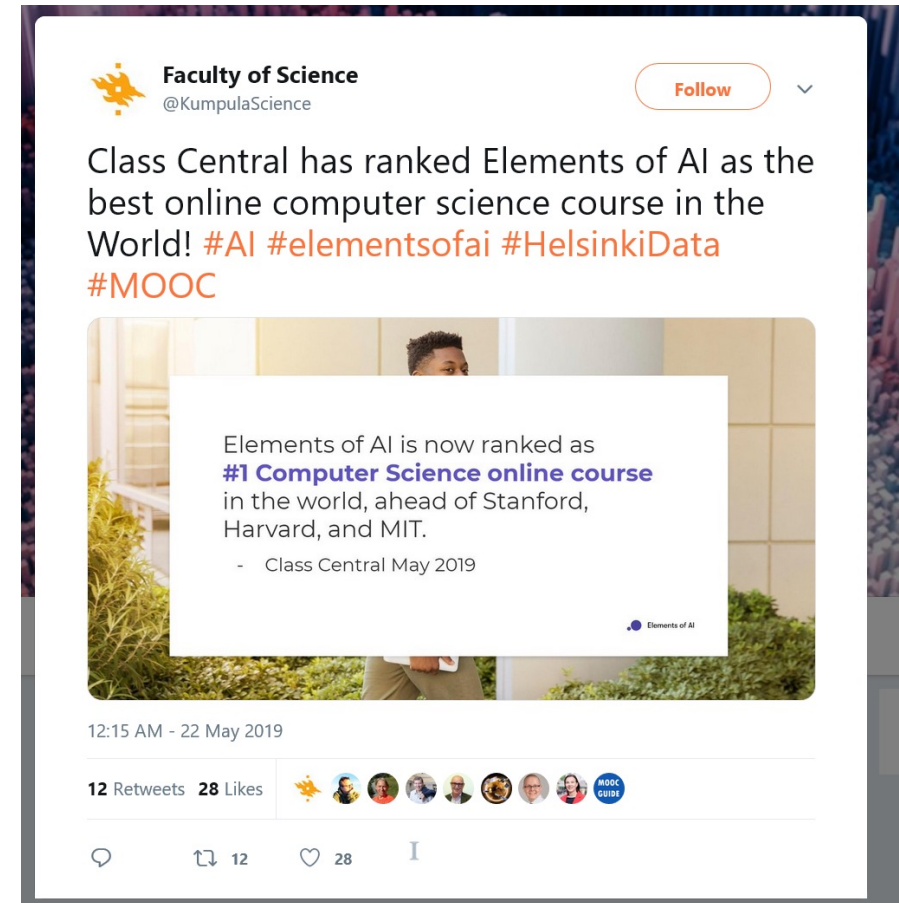 Faculty of Science
@KumpulaScience
Follow
Class Central has ranked Elements of AI as the
best online computer science course in the
World! #AI #elementsofai #HelsinkiData
#MOOC
Elements of AI is now ranked as
#1 Computer Science online course
in the world, ahead of Stanford,
Harvard, and MIT.
- Class Central May 2019
Elements of AI
12:15 AM - 22 May 2019
12 Retweets 28 Likes
MOOC
GUIDE
12 28